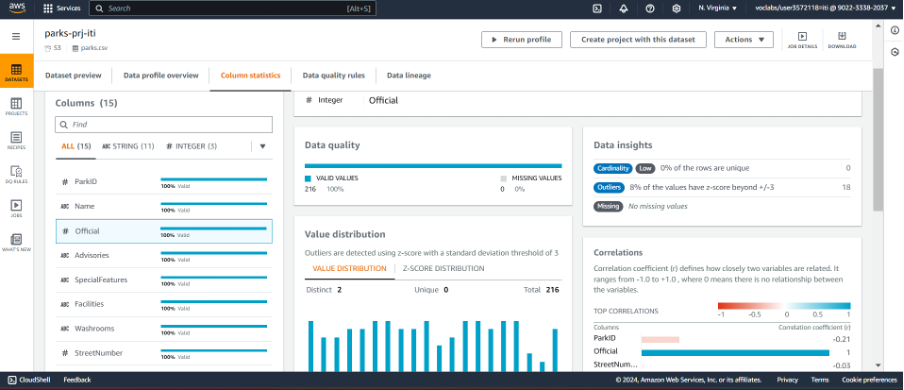 aws
Services
Search
[Alt+S]
N. Virginia
voclabs/user3572118=iti @ 9022-3338-2037
parks-prj-iti
S3
parks.csv
Rerun profile
Create project with this dataset
Actions
JOB DETAILS
DOWNLOAD
DATASETS
PROJECTS
RECIPES
DQ RULES
JOBS
WHAT'S NEW
Dataset preview
Data profile overview
Column statistics
Data quality rules
Data lineage
Columns (15)
Find
ALL (15)
ABC STRING (11)
# INTEGER (3)
# ParkID
100% Valid
ABC Name
100% Valid
# Official
100% Valid
ABC Advisories
100% Valid
ABC SpecialFeatures
100% Valid
ABC Facilities
100% Valid
ABC Washrooms
100% Valid
# StreetNumber
100% Valid
# Integer Official
Data quality
VALID VALUES
216 100%
MISSING VALUES
0 0%
Value distribution
Outliers are detected using z-score with a standard deviation threshold of 3
VALUE DISTRIBUTION
Z-SCORE DISTRIBUTION
Distinct 2
Unique 0
Total 216
Data insights
Cardinality Low 0% of the rows are unique 0
Outliers 8% of the values have z-score beyond +/-3 18
Missing No missing values
Correlations
Correlation coefficient (r) defines how closely two variables are related. It
ranges from -1.0 to +1.0 , where 0 means there is no relationship between
the variables.
TOP CORRELATIONS
-1 -0.5 0 0.5 1
Columns Correlation coefficient (r)
ParkID -0.21
Official 1
StreetNum... -0.03
CloudShell
Feedback
© 2024, Amazon Web Services, Inc. or its affiliates.
Privacy
Terms
Cookie preferences